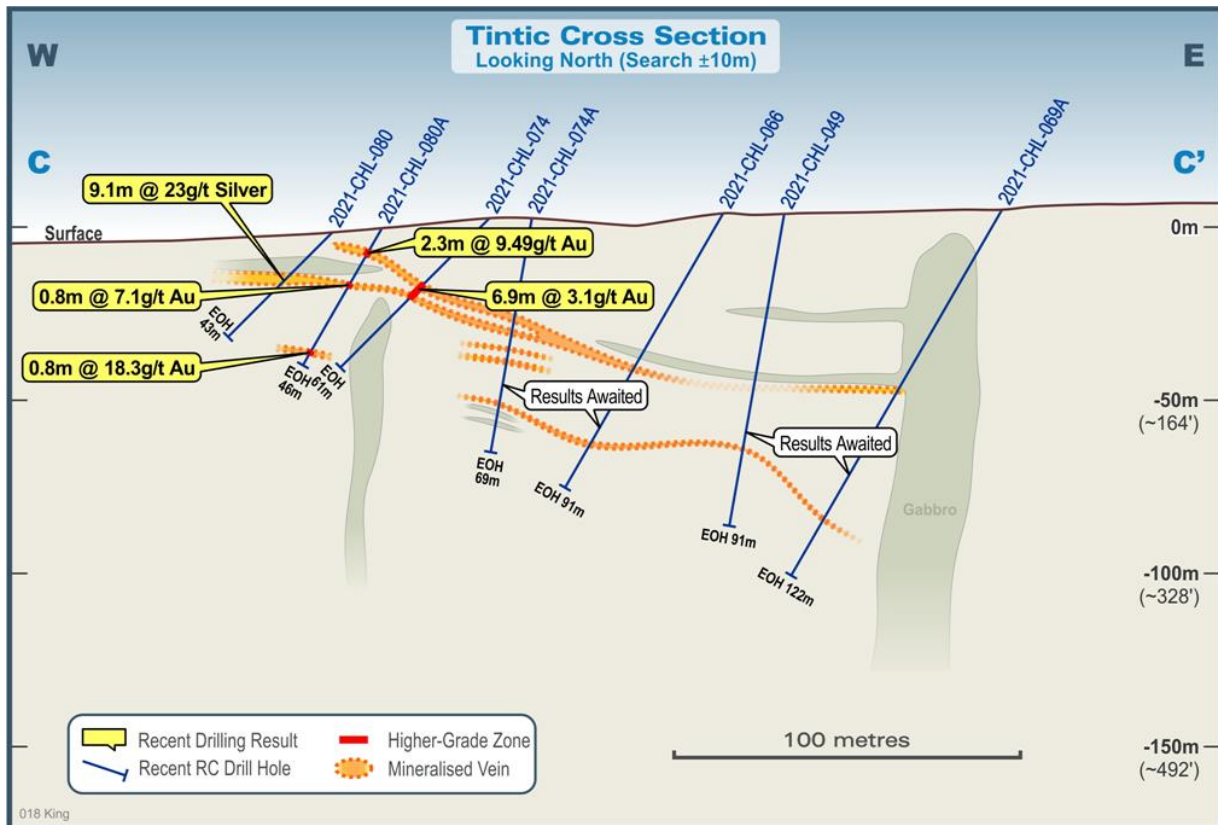 Tintic Cross Section
Looking North (Search ±10m)
W
E
C
C'
2021-CHL-080
2021-CHL-080A
2021-CHL-074
2021-CHL-074A
2021-CHL-066
2021-CHL-049
2021-CHL-069A
9.1m @ 23g/t Silver
Surface
0m
2.3m @ 9.49g/t Au
0.8m @ 7.1g/t Au
6.9m @ 3.1g/t Au
EOH
43m
0.8m @ 18.3g/t Au
EOH
46m
EOH
61m
Results Awaited
-50m
(~164')
Results Awaited
EOH
69m
EOH 91m
Gabbro
EOH 91m
EOH 122m
-100m
(~328')
Recent Drilling Result
Higher-Grade Zone
Recent RC Drill Hole
Mineralised Vein
100 metres
-150m
(~492')
018 King